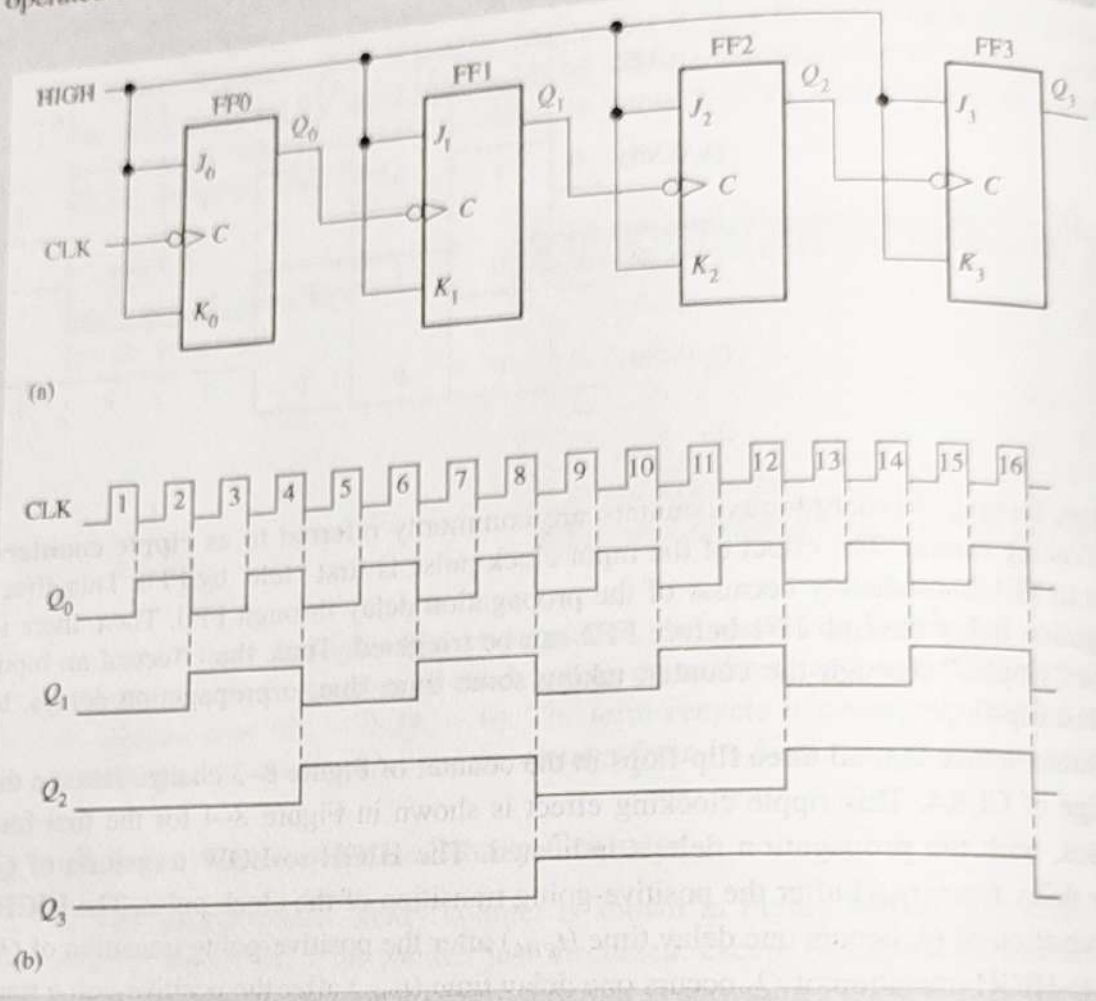 FF0 FF1 FF2 FF3
HIGH
Q0 Q1 Q2 Q3
J0 J1 J2 J3
CLK C C C C
K0 K1 K2 K3
(a)
CLK 1 2 3 4 5 6 7 8 9 10 11 12 13 14 15 16
Q0
Q1
Q2
Q3
(b)